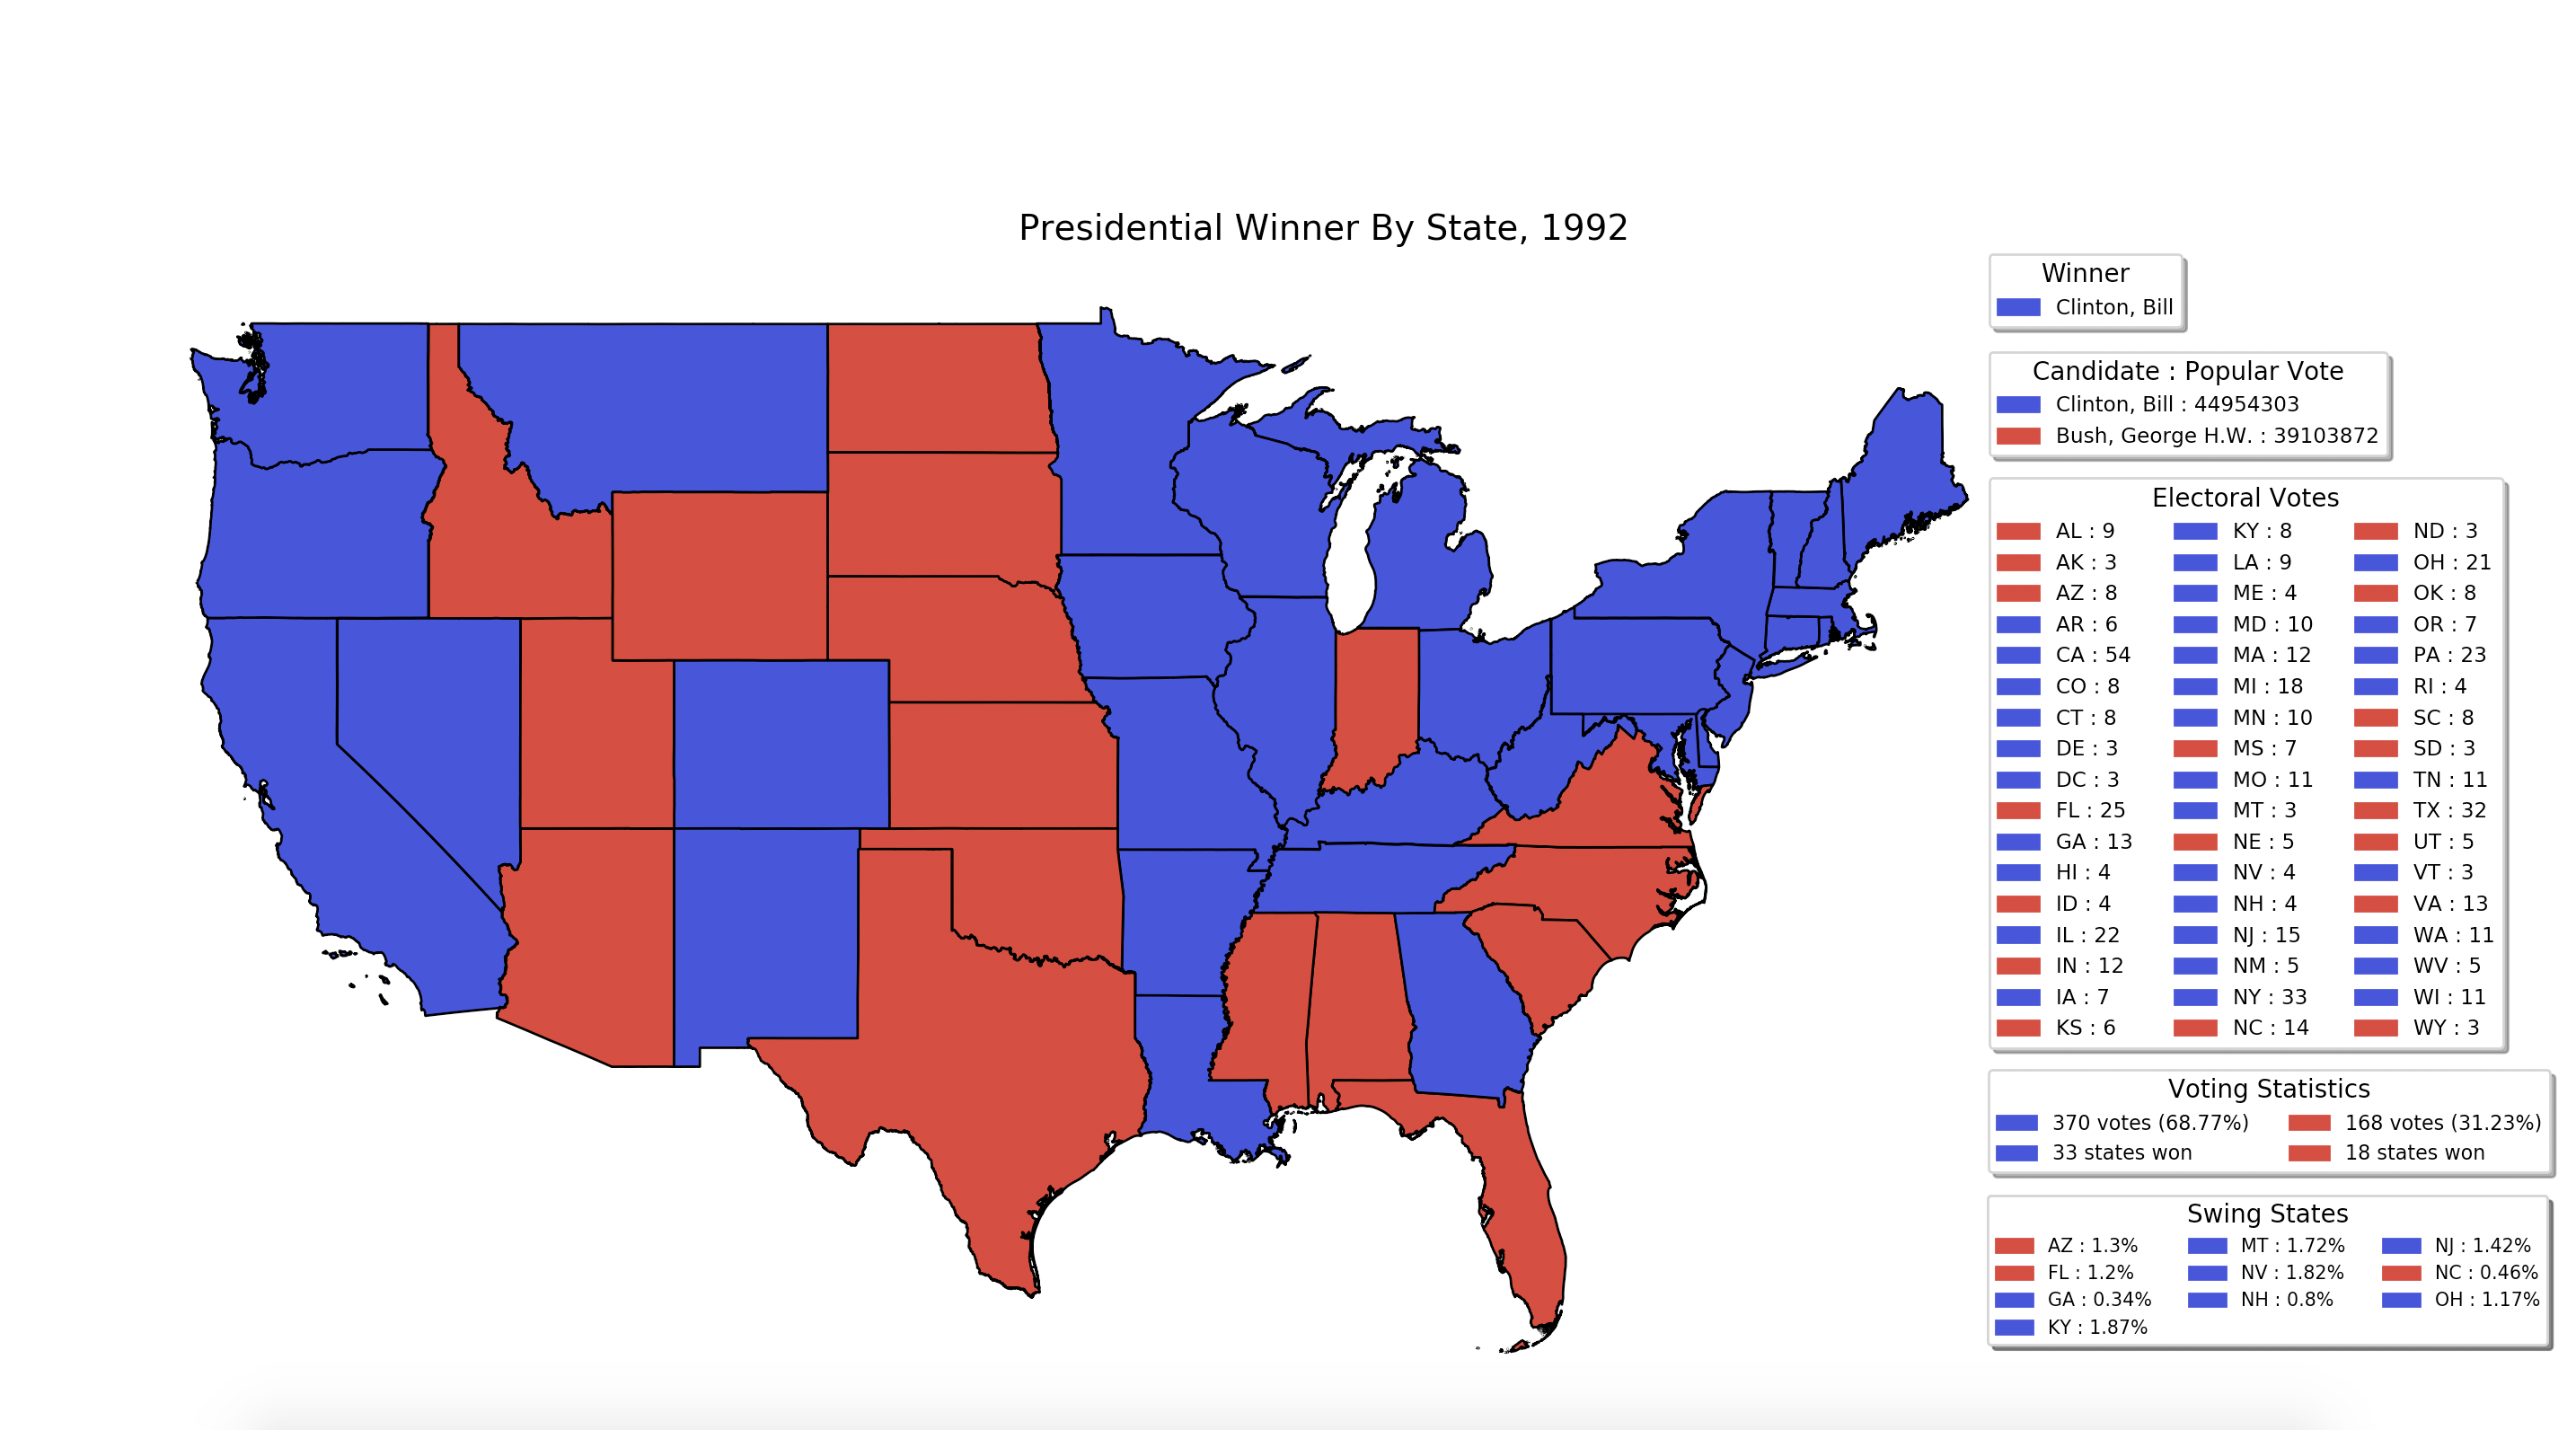 Presidential Winner By State, 1992
Winner
Clinton, Bill
Candidate : Popular Vote
Clinton, Bill : 44954303
Bush, George H.W. : 39103872
Electoral Votes
AL : 9 KY : 8 ND : 3
AK : 3 LA : 9 OH : 21
AZ : 8 ME : 4 OK : 8
AR : 6 MD : 10 OR : 7
CA : 54 MA : 12 PA : 23
CO : 8 MI : 18 RI : 4
CT : 8 MN : 10 SC : 8
DE : 3 MS : 7 SD : 3
DC : 3 MO : 11 TN : 11
FL : 25 MT : 3 TX : 32
GA : 13 NE : 5 UT : 5
HI : 4 NV : 4 VT : 3
ID : 4 NH : 4 VA : 13
IL : 22 NJ : 15 WA : 11
IN : 12 NM : 5 WV : 5
IA : 7 NY : 33 WI : 11
KS : 6 NC : 14 WY : 3
Voting Statistics
370 votes (68.77%) 168 votes (31.23%)
33 states won 18 states won
Swing States
AZ : 1.3% MT : 1.72% NJ : 1.42%
FL : 1.2% NV : 1.82% NC : 0.46%
GA : 0.34% NH : 0.8% OH : 1.17%
KY : 1.87%